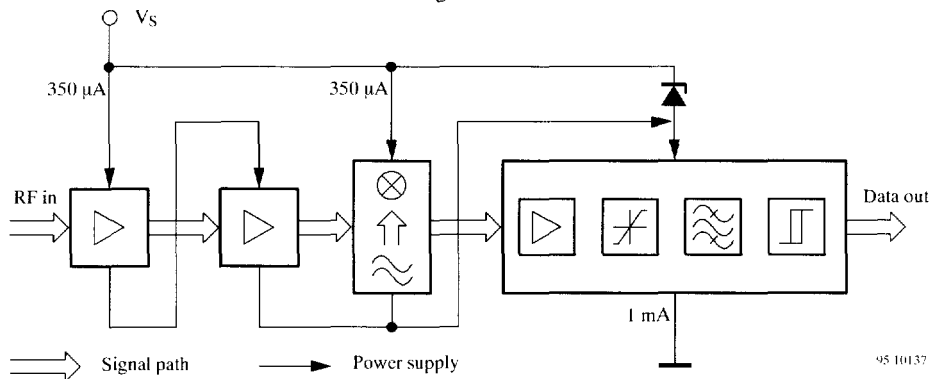 VS
350 µA
350 µA
RF in
Data out
1 mA
Signal path
Power supply
95 10137